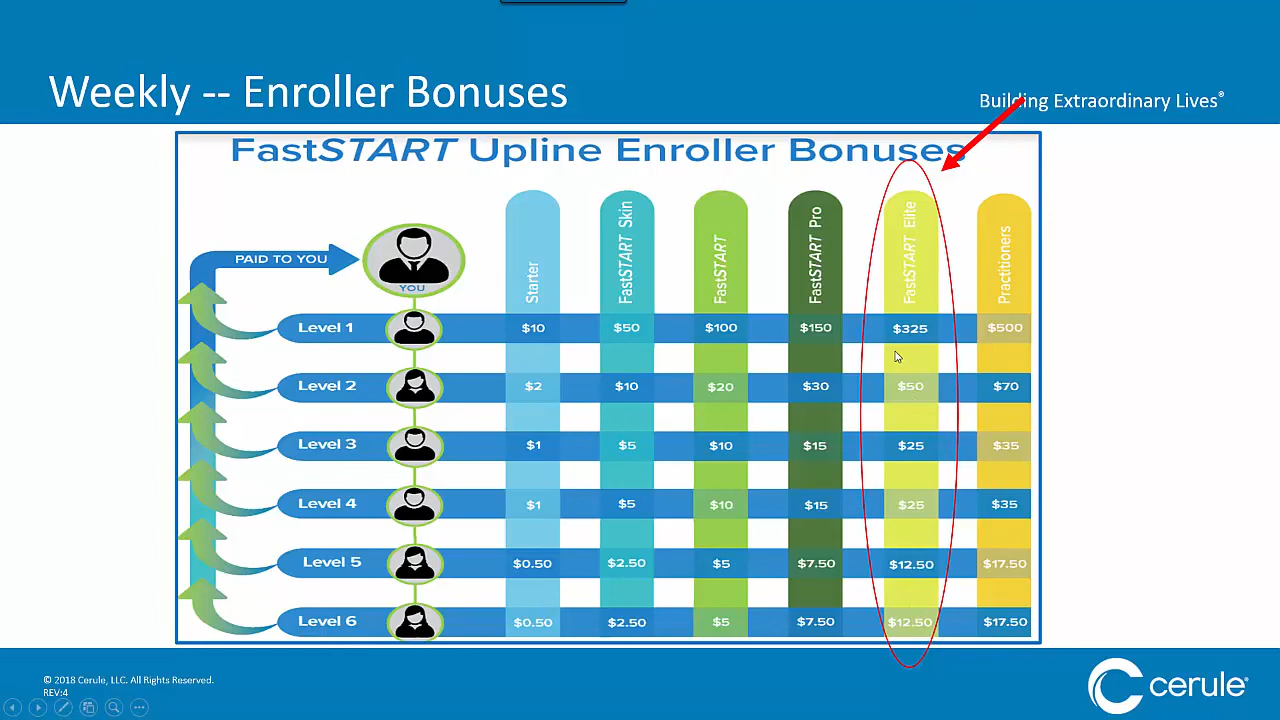 Weekly -- Enroller Bonuses
Building Extraordinary Lives®
FastSTART Upline Enroller Bonuses
Starter
FastSTART Skin
FastSTART
FastSTART Pro
FastSTART Elite
Practitioners
PAID TO YOU
YOU
Level 1 $10 $50 $100 $150 $325 $500
Level 2 $2 $10 $20 $30 $50 $70
Level 3 $1 $5 $10 $15 $25 $35
Level 4 $1 $5 $10 $15 $25 $35
Level 5 $0.50 $2.50 $5 $7.50 $12.50 $17.50
Level 6 $0.50 $2.50 $5 $7.50 $12.50 $17.50
© 2018 Cerule, LLC. All Rights Reserved.
REV:4
cerule®